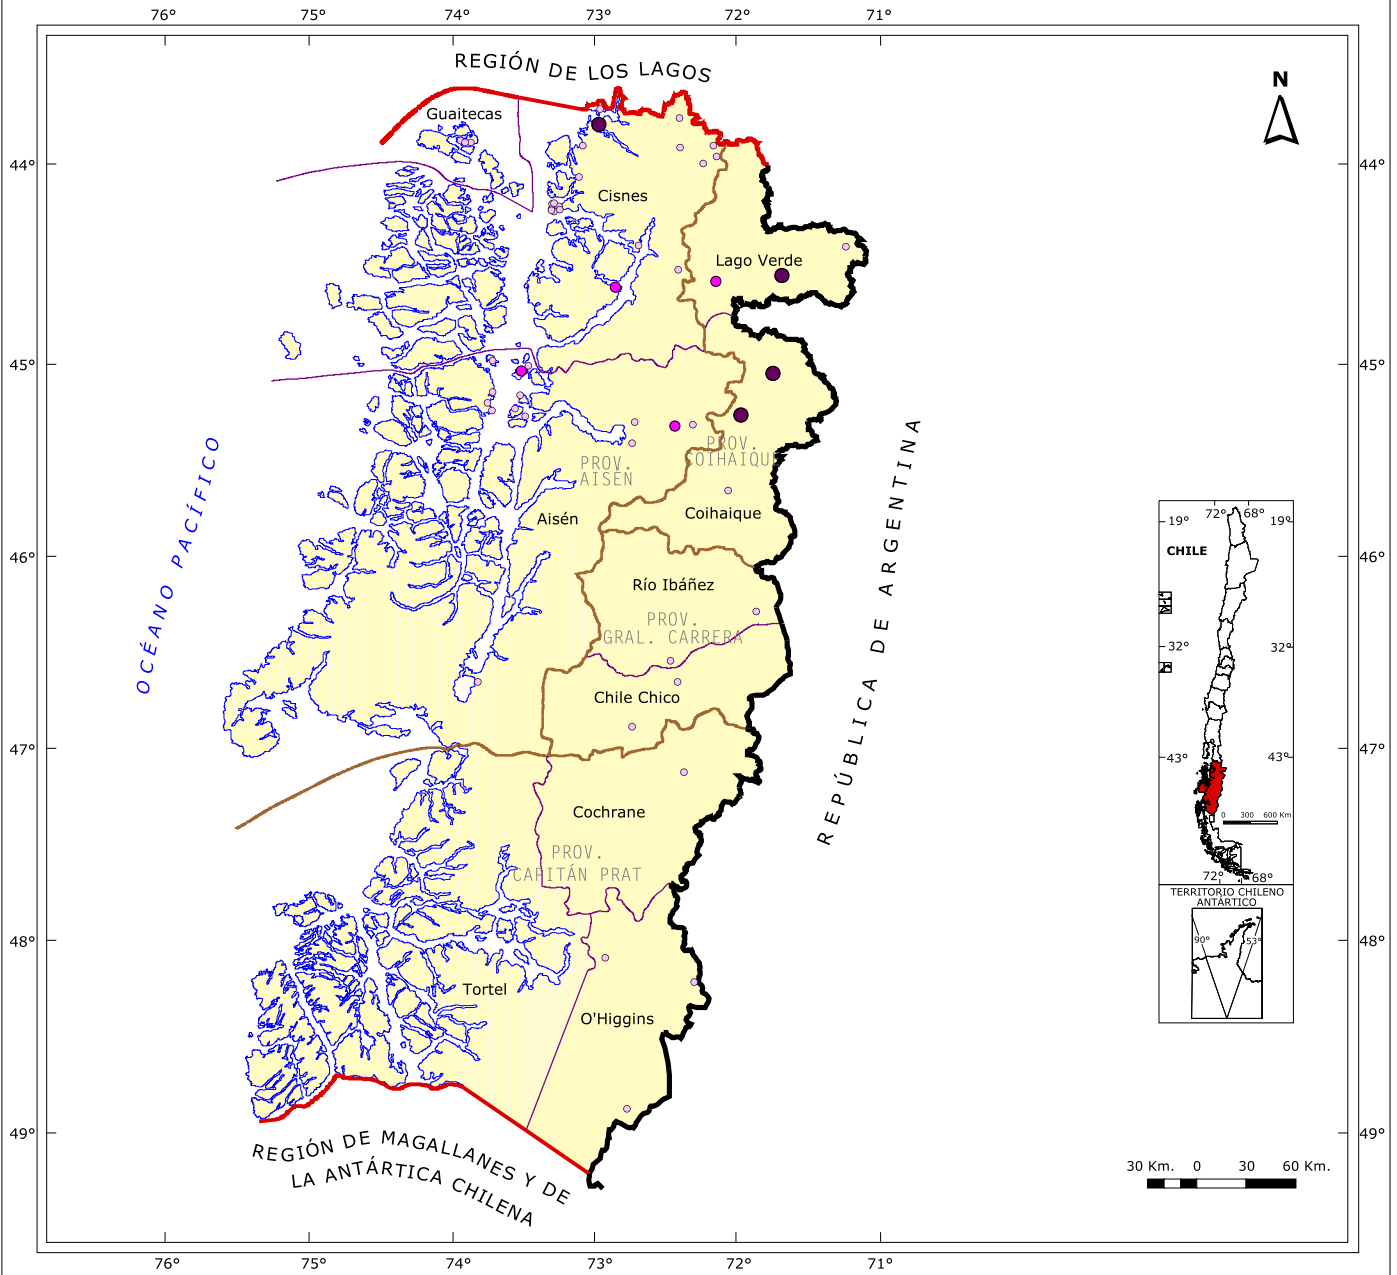 76°
75°
74°
73°
72°
71°
REGIÓN DE LOS LAGOS
N
Guaitecas
44°
44°
Cisnes
Lago Verde
45°
45°
OCÉANO PACÍFICO
REPÚBLICA DE ARGENTINA
PROV.
COIHAIQUE
PROV.
AISÉN
Aisén
Coihaique
46°
46°
Río Ibáñez
PROV.
GRAL. CARRERA
Chile Chico
47°
47°
Cochrane
PROV.
CAPITÁN PRAT
48°
48°
Tortel
O'Higgins
49°
49°
REGIÓN DE MAGALLANES Y DE
LA ANTÁRTICA CHILENA
72°
68°
19°
19°
CHILE
32°
32°
43°
43°
0 300 600 Km
72°
68°
TERRITORIO CHILENO
ANTÁRTICO
90°
53°
30 Km. 0 30 60 Km.
76°
75°
74°
73°
72°
71°